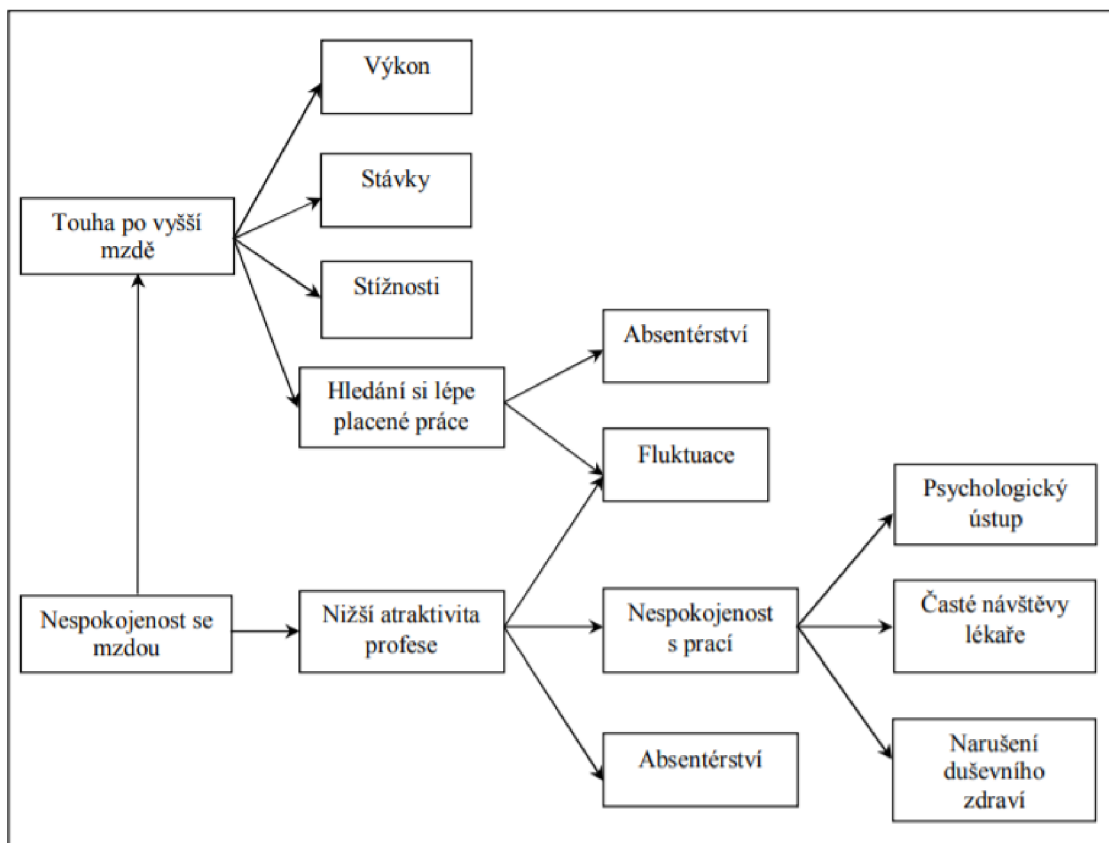 Výkon
Stávky
Touha po vyšší
mzdě
Stížnosti
Absentérství
Hledání si lépe
placené práce
Fluktuace
Psychologický
ústup
Nespokojenost se
mzdou
Nižší atraktivita
profese
Nespokojenost
s prací
Časté návštěvy
lékaře
Absentérství
Narušení
duševního
zdraví